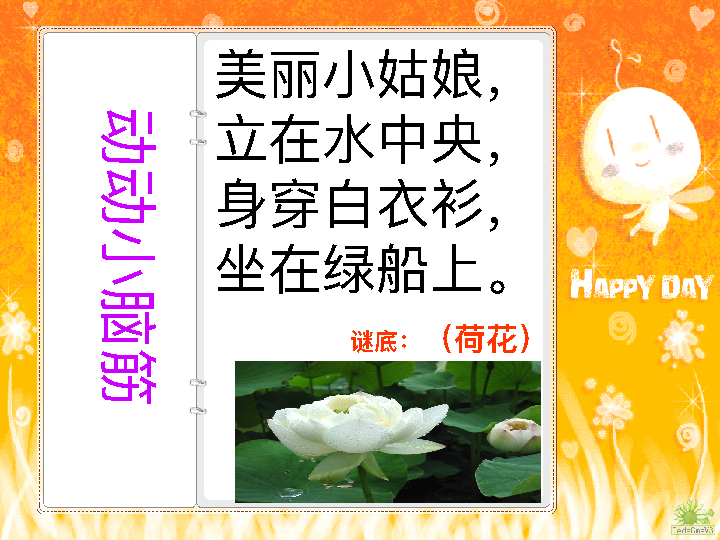 动动小脑筋
美丽小姑娘，
立在水中央，
身穿白衣衫，
坐在绿船上。
谜底：（荷花）
HAPPY DAY